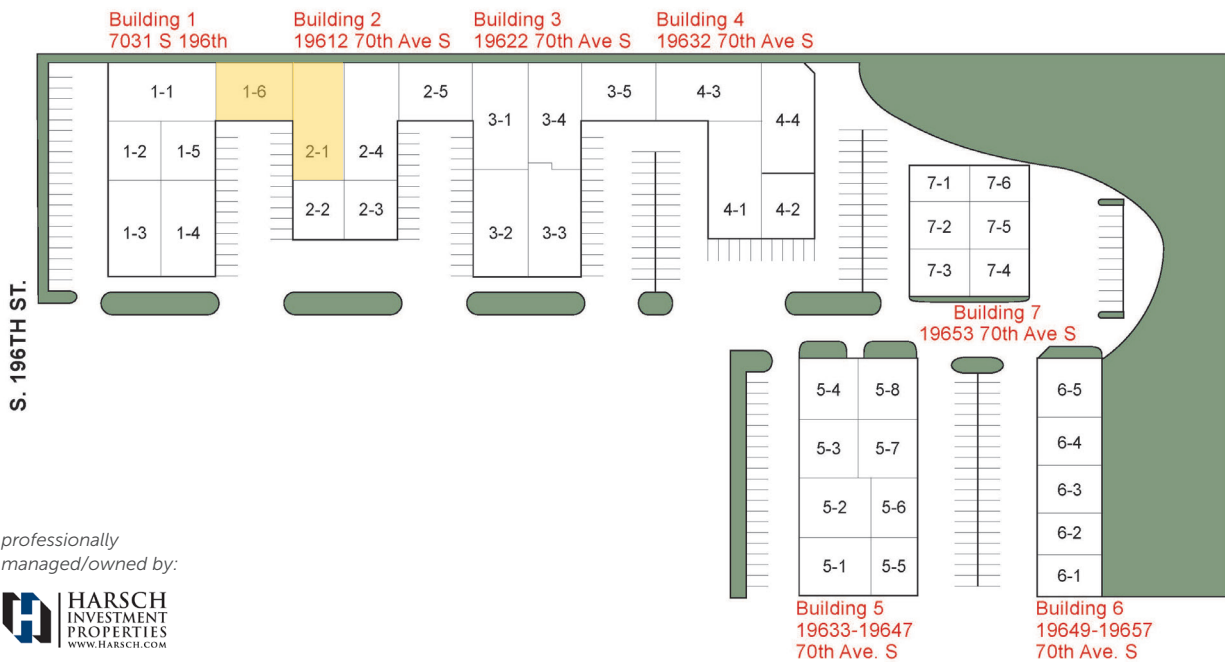 Building 1
7031 S 196th
Building 2
19612 70th Ave S
Building 3
19622 70th Ave S
Building 4
19632 70th Ave S
1-1
1-6
2-5
3-5
4-3
3-1
3-4
4-4
1-2
1-5
2-1
2-4
2-2
2-3
4-1
4-2
1-3
1-4
3-2
3-3
7-1
7-6
7-2
7-5
7-3
7-4
Building 7
19653 70th Ave S
S. 196TH ST.
5-4
5-8
6-5
5-3
5-7
6-4
5-2
5-6
6-3
6-2
5-1
5-5
6-1
Building 5
19633-19647
70th Ave. S
Building 6
19649-19657
70th Ave. S
professionally
managed/owned by:
HARSCH
INVESTMENT
PROPERTIES
WWW.HARSCH.COM